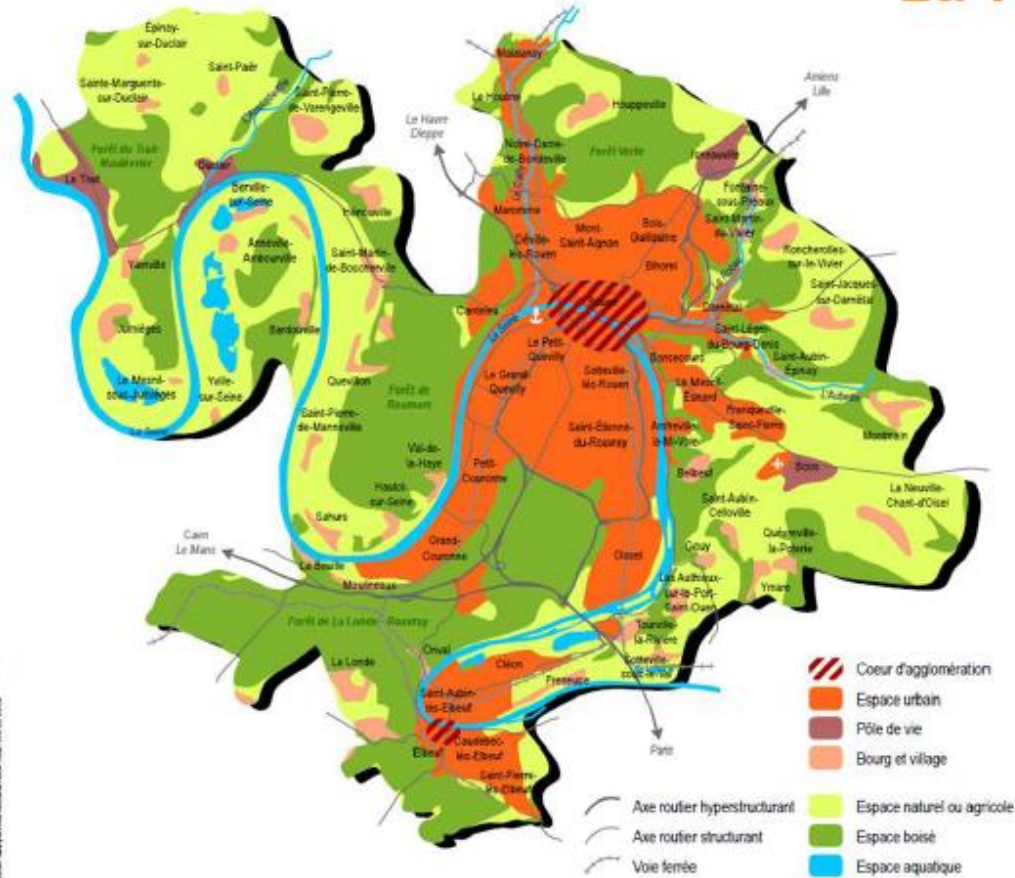 Épinay-
sur-Duclair
Saint-Paër
Sainte-Marguerite-
sur-Duclair
Saint-Pierre-
de-Varengeville
Forêt du Trait-
Maulévrier
Le Trait
Duclair
Berville-
sur-Seine
Hénouville
Anneville-
Ambourville
Saint-Martin-
de-Boscherville
Yainville
Jumièges
Bardouville
Le Mesnil-
sous-Jumièges
Yville-
sur-Seine
Quevillon
Saint-Pierre-
de-Manneville
Forêt de
Roumare
Val-de-
la-Haye
Hautot-
sur-Seine
Sahurs
Malaunay
Le Houlme
Houppeville
Amiens
Lille
Le Havre
Dieppe
Notre-Dame-
de-Bondeville
Forêt Verte
Isneauville
Fontaine-
sous-Préaux
Saint-Martin-
du-Vivier
Maromme
Mont-
Saint-Aignan
Bois-
Guillaume
Déville-
lès-Rouen
Bihorel
Roncherolles-
sur-le-Vivier
Saint-Jacques-
sur-Darnétal
Canteleu
La Seine
Darnétal
Saint-Léger-
du-Bourg-Denis
Le Petit-
Quevilly
Bonsecours
Saint-Aubin-
Epinay
Le Grand-
Quevilly
Sotteville-
lès-Rouen
Le Mesnil-
Esnard
L'Aubette
Franqueville-
Saint-Pierre
Saint-Étienne-
du-Rouvray
Amfreville-
la-Mi-Voie
Montmain
Belbeuf
Boos
Petit-
Couronne
Saint-Aubin-
Celloville
La Neuville-
Chant-d'Oisel
Quévreville-
la-Poterie
Caen
Le Mans
Grand-
Couronne
Oissel
Gouy
Ymare
La Bouille
Moulineaux
Les Authieux-
sur-le-Port-
Saint-Ouen
Forêt de La Londe - Rouvray
Tourville-
la-Rivière
Orival
La Londe
Cléon
Freneuse
Sotteville-
sous-le-Val
Saint-Aubin-
lès-Elbeuf
Elbeuf
Caudebec-
lès-Elbeuf
Saint-Pierre-
lès-Elbeuf
Paris
Coeur d'agglomération
Espace urbain
Pôle de vie
Bourg et village
Axe routier hyperstructurant
Axe routier structurant
Voie ferrée
Espace naturel ou agricole
Espace boisé
Espace aquatique